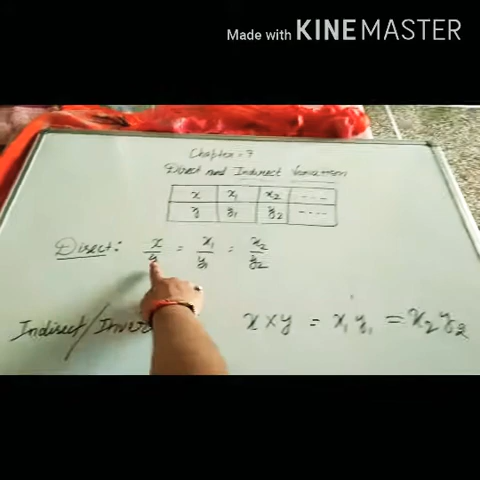 Made with KINEMASTER
Chapter - 7
Direct and Indirect Variation
x x₁ x₂ ----
y y₁ y₂ ----
Direct: x/y = x₁/y₁ = x₂/y₂
Indirect/Inver x × y = x₁y₁ = x₂y₂